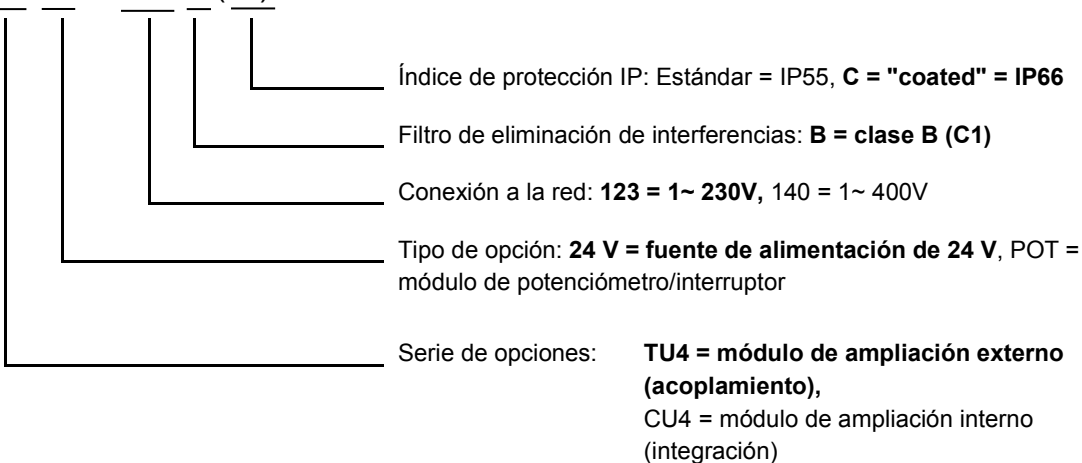 Índice de protección IP: Estándar = IP55, C = "coated" = IP66
Filtro de eliminación de interferencias: B = clase B (C1)
Conexión a la red: 123 = 1~ 230V, 140 = 1~ 400V
Tipo de opción: 24 V = fuente de alimentación de 24 V, POT =
módulo de potenciómetro/interruptor
Serie de opciones: TU4 = módulo de ampliación externo
(acoplamiento),
CU4 = módulo de ampliación interno
(integración)